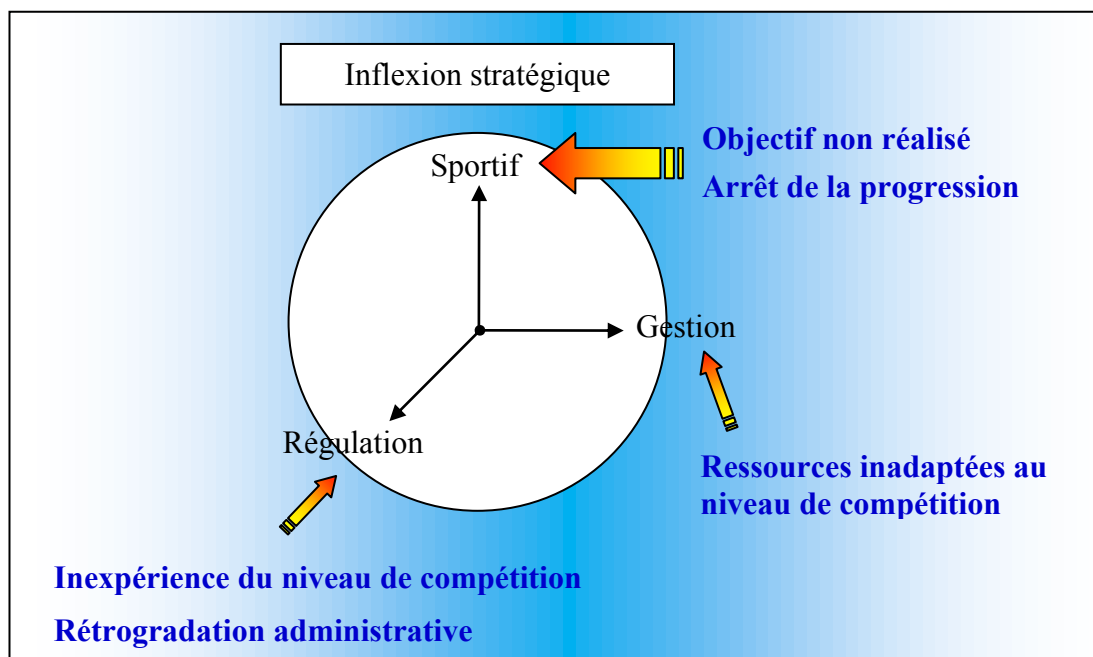 Inflexion stratégique
Sportif
Objectif non réalisé
Arrêt de la progression
Gestion
Régulation
Ressources inadaptées au
niveau de compétition
Inexpérience du niveau de compétition
Rétrogradation administrative